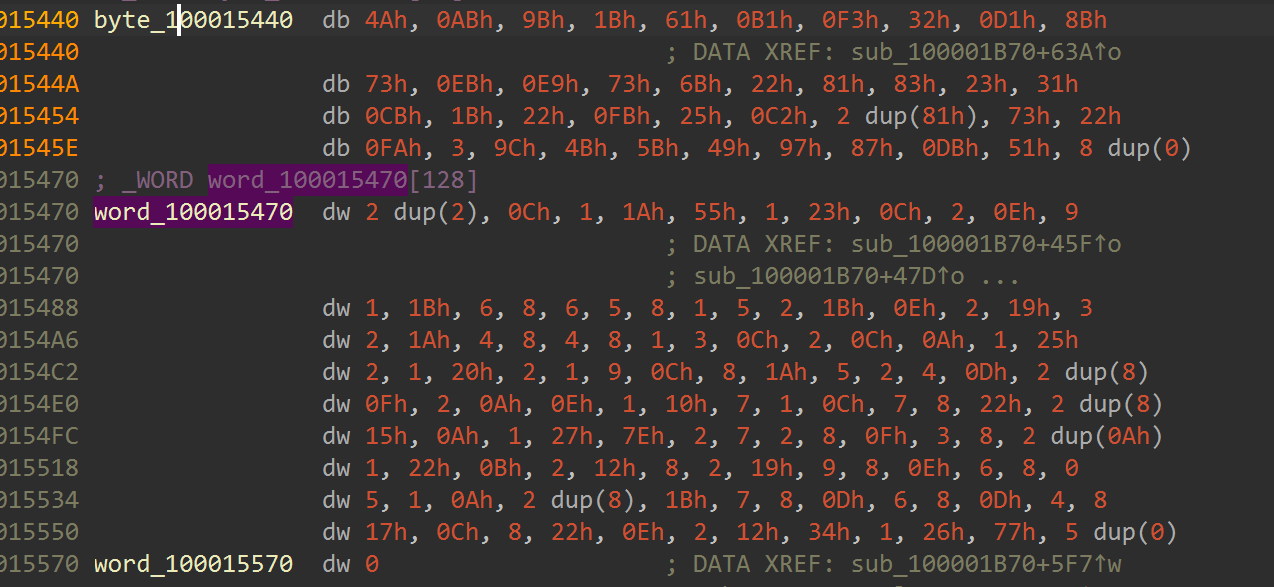 015440 byte_100015440 db 4Ah, 0ABh, 9Bh, 1Bh, 61h, 0B1h, 0F3h, 32h, 0D1h, 8Bh
015440 ; DATA XREF: sub_100001B70+63A↑o
01544A db 73h, 0EBh, 0E9h, 73h, 6Bh, 22h, 81h, 83h, 23h, 31h
015454 db 0CBh, 1Bh, 22h, 0FBh, 25h, 0C2h, 2 dup(81h), 73h, 22h
01545E db 0FAh, 3, 9Ch, 4Bh, 5Bh, 49h, 97h, 87h, 0DBh, 51h, 8 dup(0)
015470 ; _WORD word_100015470[128]
015470 word_100015470 dw 2 dup(2), 0Ch, 1, 1Ah, 55h, 1, 23h, 0Ch, 2, 0Eh, 9
015470 ; DATA XREF: sub_100001B70+45F↑o
015470 ; sub_100001B70+47D↑o ...
015488 dw 1, 1Bh, 6, 8, 6, 5, 8, 1, 5, 2, 1Bh, 0Eh, 2, 19h, 3
0154A6 dw 2, 1Ah, 4, 8, 4, 8, 1, 3, 0Ch, 2, 0Ch, 0Ah, 1, 25h
0154C2 dw 2, 1, 20h, 2, 1, 9, 0Ch, 8, 1Ah, 5, 2, 4, 0Dh, 2 dup(8)
0154E0 dw 0Fh, 2, 0Ah, 0Eh, 1, 10h, 7, 1, 0Ch, 7, 8, 22h, 2 dup(8)
0154FC dw 15h, 0Ah, 1, 27h, 7Eh, 2, 7, 2, 8, 0Fh, 3, 8, 2 dup(0Ah)
015518 dw 1, 22h, 0Bh, 2, 12h, 8, 2, 19h, 9, 8, 0Eh, 6, 8, 0
015534 dw 5, 1, 0Ah, 2 dup(8), 1Bh, 7, 8, 0Dh, 6, 8, 0Dh, 4, 8
015550 dw 17h, 0Ch, 8, 22h, 0Eh, 2, 12h, 34h, 1, 26h, 77h, 5 dup(0)
015570 word_100015570 dw 0 ; DATA XREF: sub_100001B70+5F7↑w